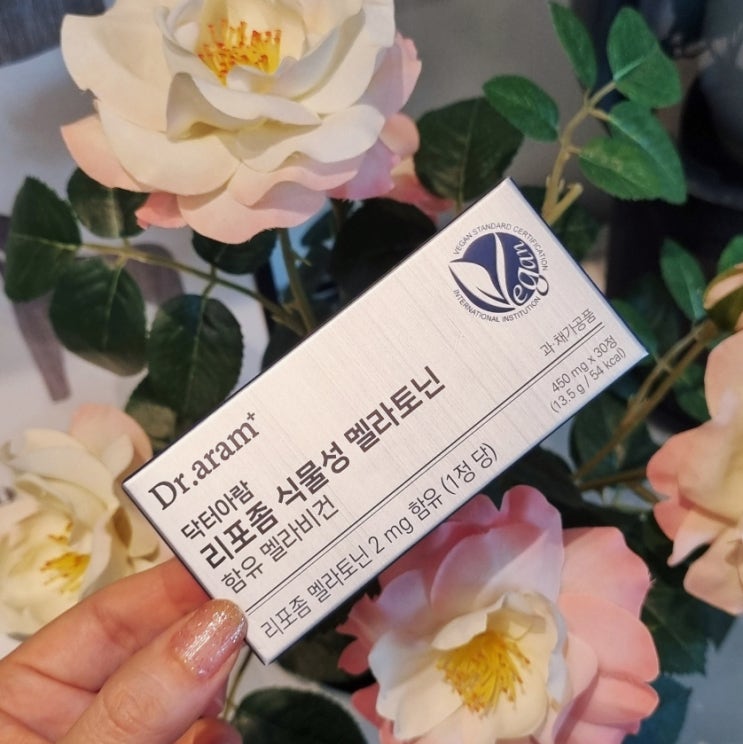 VEGAN STANDARD CERTIFICATION
Vegan
INTERNATIONAL INSTITUTION
과·채가공품
450 mg x 30정
(13.5 g / 54 kcal)
Dr.aram+
닥터아람
리포좀 식물성 멜라토닌
함유 멜라비건
리포좀 멜라토닌 2 mg 함유 (1정 당)